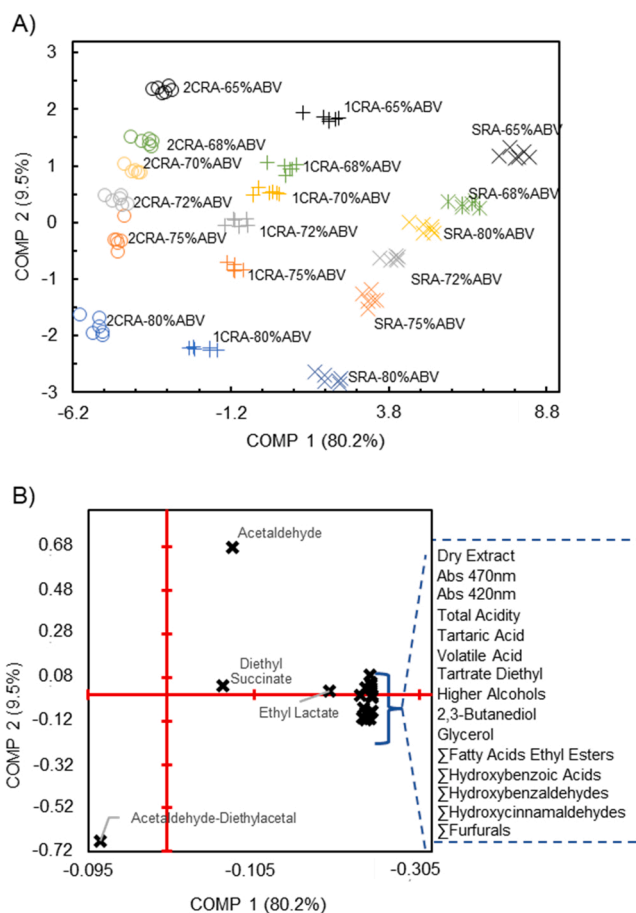 A)
3
2
1
0
-1
-2
-3
COMP 2 (9.5%)
2CRA-65%ABV
1CRA-65%ABV
SRA-65%ABV
2CRA-68%ABV
1CRA-68%ABV
2CRA-70%ABV
SRA-68%ABV
1CRA-70%ABV
2CRA-72%ABV
SRA-80%ABV
1CRA-72%ABV
2CRA-75%ABV
SRA-72%ABV
1CRA-75%ABV
SRA-75%ABV
2CRA-80%ABV
1CRA-80%ABV
SRA-80%ABV
-6.2 -1.2 3.8 8.8
COMP 1 (80.2%)
B)
0.68
0.48
0.28
0.08
-0.12
-0.32
-0.52
-0.72
COMP 2 (9.5%)
Acetaldehyde
Diethyl
Succinate
Ethyl Lactate
Acetaldehyde-Diethylacetal
Dry Extract
Abs 470nm
Abs 420nm
Total Acidity
Tartaric Acid
Volatile Acid
Tartrate Diethyl
Higher Alcohols
2,3-Butanediol
Glycerol
∑Fatty Acids Ethyl Esters
∑Hydroxybenzoic Acids
∑Hydroxybenzaldehydes
∑Hydroxycinnamaldehydes
∑Furfurals
-0.095 -0.105 -0.305
COMP 1 (80.2%)